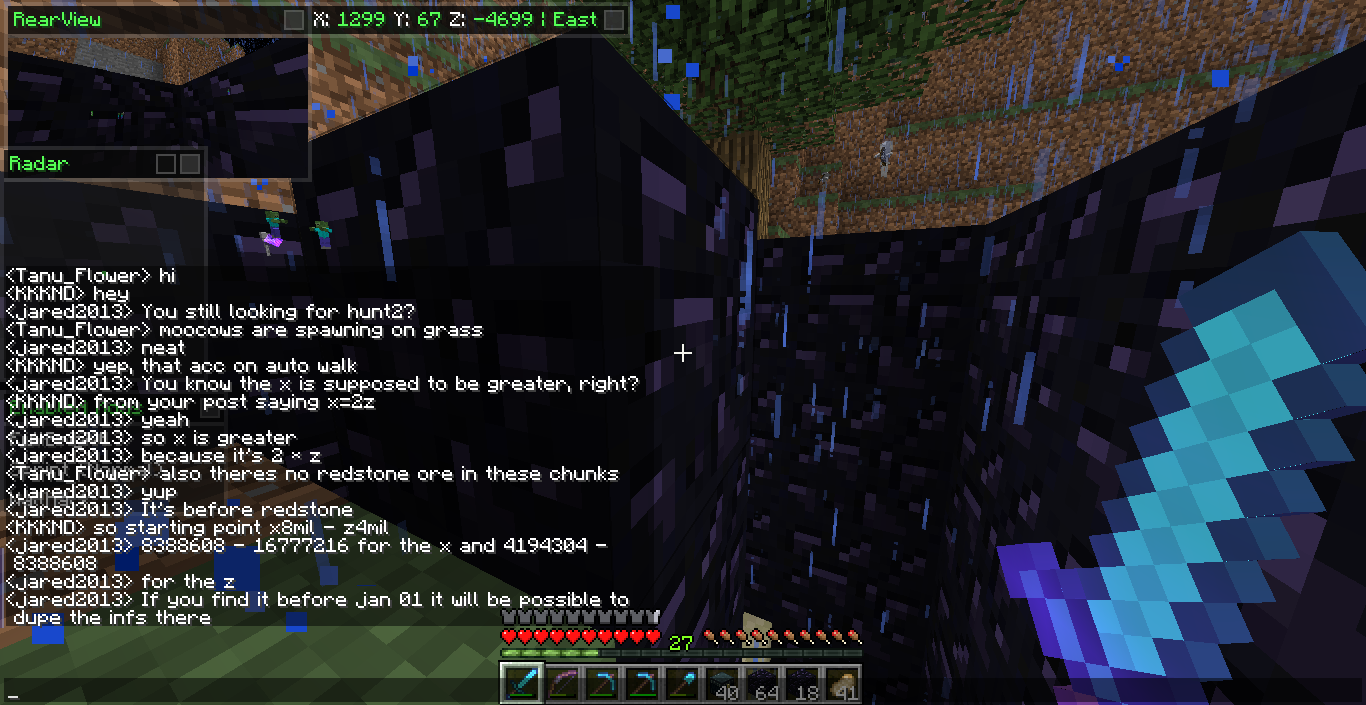 RearView
X: 1299 Y: 67 Z: -4699 | East
Radar
<Tanu_Flower> hi
<KKKND> hey
<jared2013> You still looking for hunt2?
<Tanu_Flower> moocows are spawning on grass
<jared2013> neat
<KKKND> yep, that acc on auto walk
<jared2013> You know the x is supposed to be greater, right?
<KKKND> from your post saying x=2z
<jared2013> yeah
<jared2013> so x is greater
<jared2013> because it's 2 * z
<Tanu_Flower> also theres no redstone ore in these chunks
<jared2013> yup
<jared2013> It's before redstone
<KKKND> so starting point x8mil - z4mil
<jared2013> 8388608 - 16777216 for the x and 4194304 -
8388608
<jared2013> for the z
<jared2013> If you find it before jan 01 it will be possible to
dupe the infs there
27
_
40 64 18 41